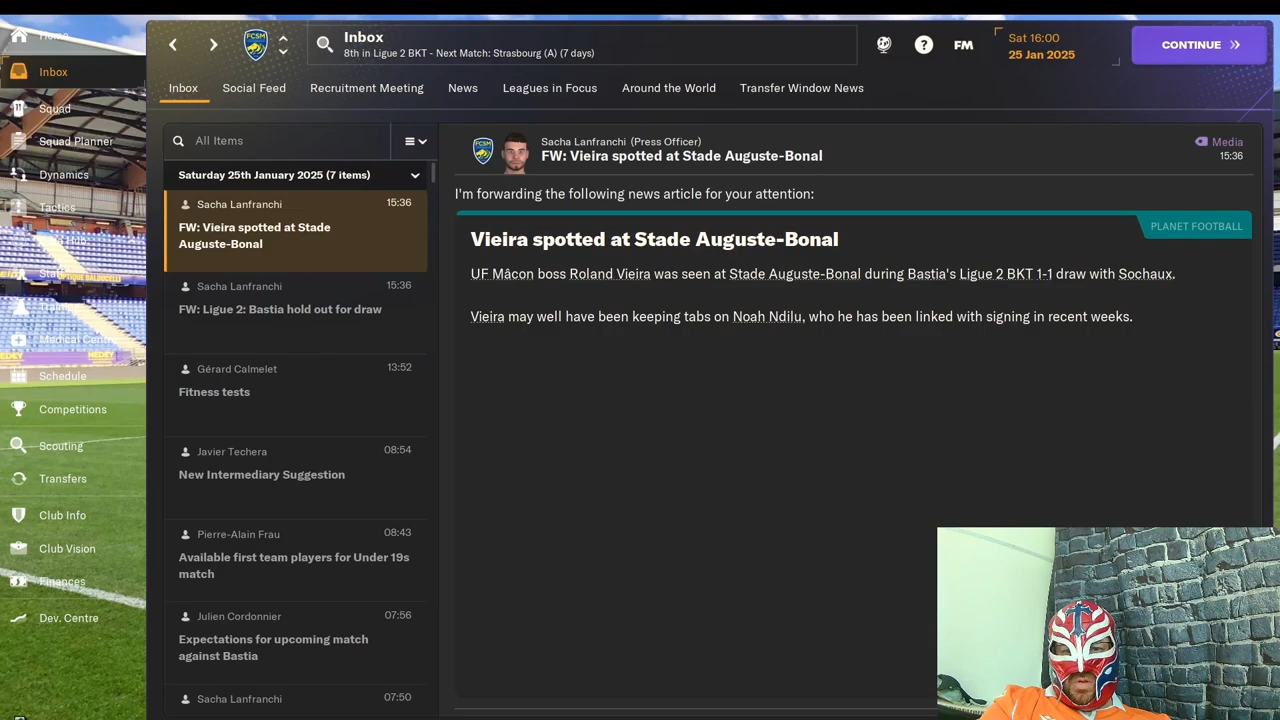 Inbox
8th in Ligue 2 BKT - Next Match: Strasbourg (A) (7 days)
FM
Sat 16:00
25 Jan 2025
CONTINUE
FCSM
Inbox
Squad
Squad Planner
Dynamics
Tactics
Schedule
Competitions
Scouting
Transfers
Club Info
Club Vision
Finances
Dev. Centre
Inbox Social Feed Recruitment Meeting News Leagues in Focus Around the World Transfer Window News
All Items
Saturday 25th January 2025 (7 items)
Sacha Lanfranchi 15:36
FW: Vieira spotted at Stade
Auguste-Bonal
Sacha Lanfranchi 15:36
FW: Ligue 2: Bastia hold out for draw
Gérard Calmelet 13:52
Fitness tests
Javier Techera 08:54
New Intermediary Suggestion
Pierre-Alain Frau 08:43
Available first team players for Under 19s
match
Julien Cordonnier 07:56
Expectations for upcoming match
against Bastia
Sacha Lanfranchi 07:50
FCSM
Sacha Lanfranchi (Press Officer)
FW: Vieira spotted at Stade Auguste-Bonal
Media
15:36
I'm forwarding the following news article for your attention:
PLANET FOOTBALL
Vieira spotted at Stade Auguste-Bonal
UF Mâcon boss Roland Vieira was seen at Stade Auguste-Bonal during Bastia's Ligue 2 BKT 1-1 draw with Sochaux.
Vieira may well have been keeping tabs on Noah Ndilu, who he has been linked with signing in recent weeks.